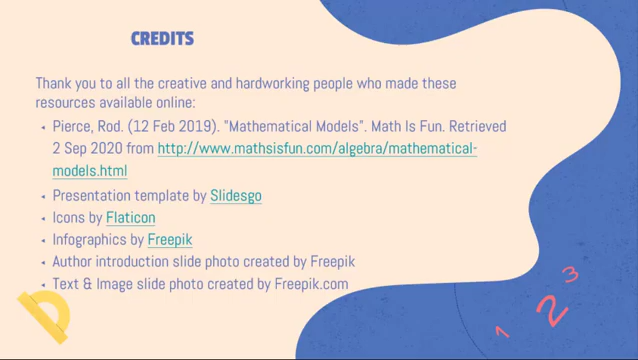 CREDITS
Thank you to all the creative and hardworking people who made these
resources available online:
Pierce, Rod. (12 Feb 2019). "Mathematical Models". Math Is Fun. Retrieved
2 Sep 2020 from http://www.mathsisfun.com/algebra/mathematical-
models.html
Presentation template by Slidesgo
Icons by Flaticon
Infographics by Freepik
Author introduction slide photo created by Freepik
Text & Image slide photo created by Freepik.com
1 2 3